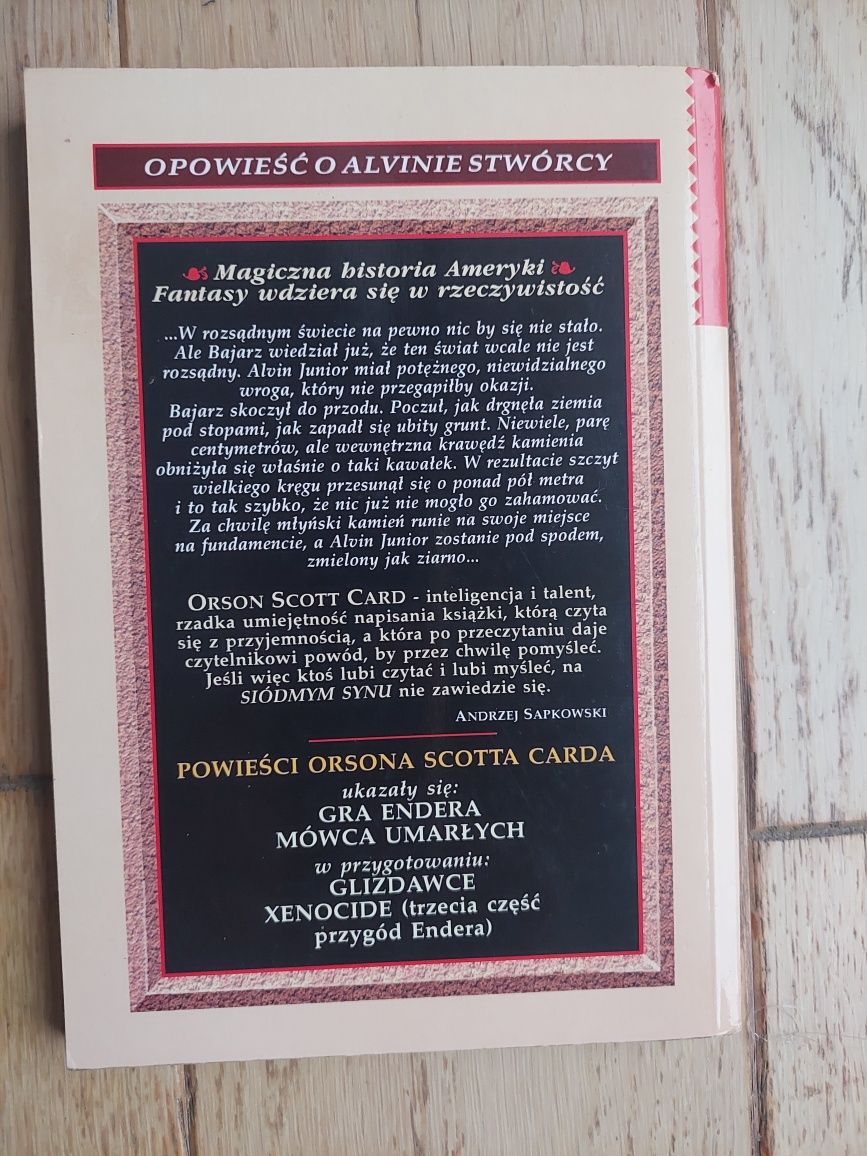 OPOWIEŚĆ O ALVINIE STWÓRCY
Magiczna historia Ameryki
Fantasy wdziera się w rzeczywistość
...W rozsądnym świecie na pewno nic by się nie stało.
Ale Bajarz wiedział już, że ten świat wcale nie jest
rozsądny. Alvin Junior miał potężnego, niewidzialnego
wroga, który nie przegapiłby okazji.
Bajarz skoczył do przodu. Poczuł, jak drgnęła ziemia
pod stopami, jak zapadł się ubity grunt. Niewiele, parę
centymetrów, ale wewnętrzna krawędź kamienia
obniżyła się właśnie o taki kawałek. W rezultacie szczyt
wielkiego kręgu przesunął się o ponad pół metra
i to tak szybko, że nic już nie mogło go zahamować.
Za chwilę młyński kamień runie na swoje miejsce
na fundamencie, a Alvin Junior zostanie pod spodem,
zmielony jak ziarno...
ORSON SCOTT CARD - inteligencja i talent,
rzadka umiejętność napisania książki, którą czyta
się z przyjemnością, a która po przeczytaniu daje
czytelnikowi powód, by przez chwilę pomyśleć.
Jeśli więc ktoś lubi czytać i lubi myśleć, na
SIÓDMYM SYNU nie zawiedzie się.
ANDRZEJ SAPKOWSKI
POWIEŚCI ORSONA SCOTTA CARDA
ukazały się:
GRA ENDERA
MÓWCA UMARŁYCH
w przygotowaniu:
GLIZDAWCE
XENOCIDE (trzecia część
przygód Endera)